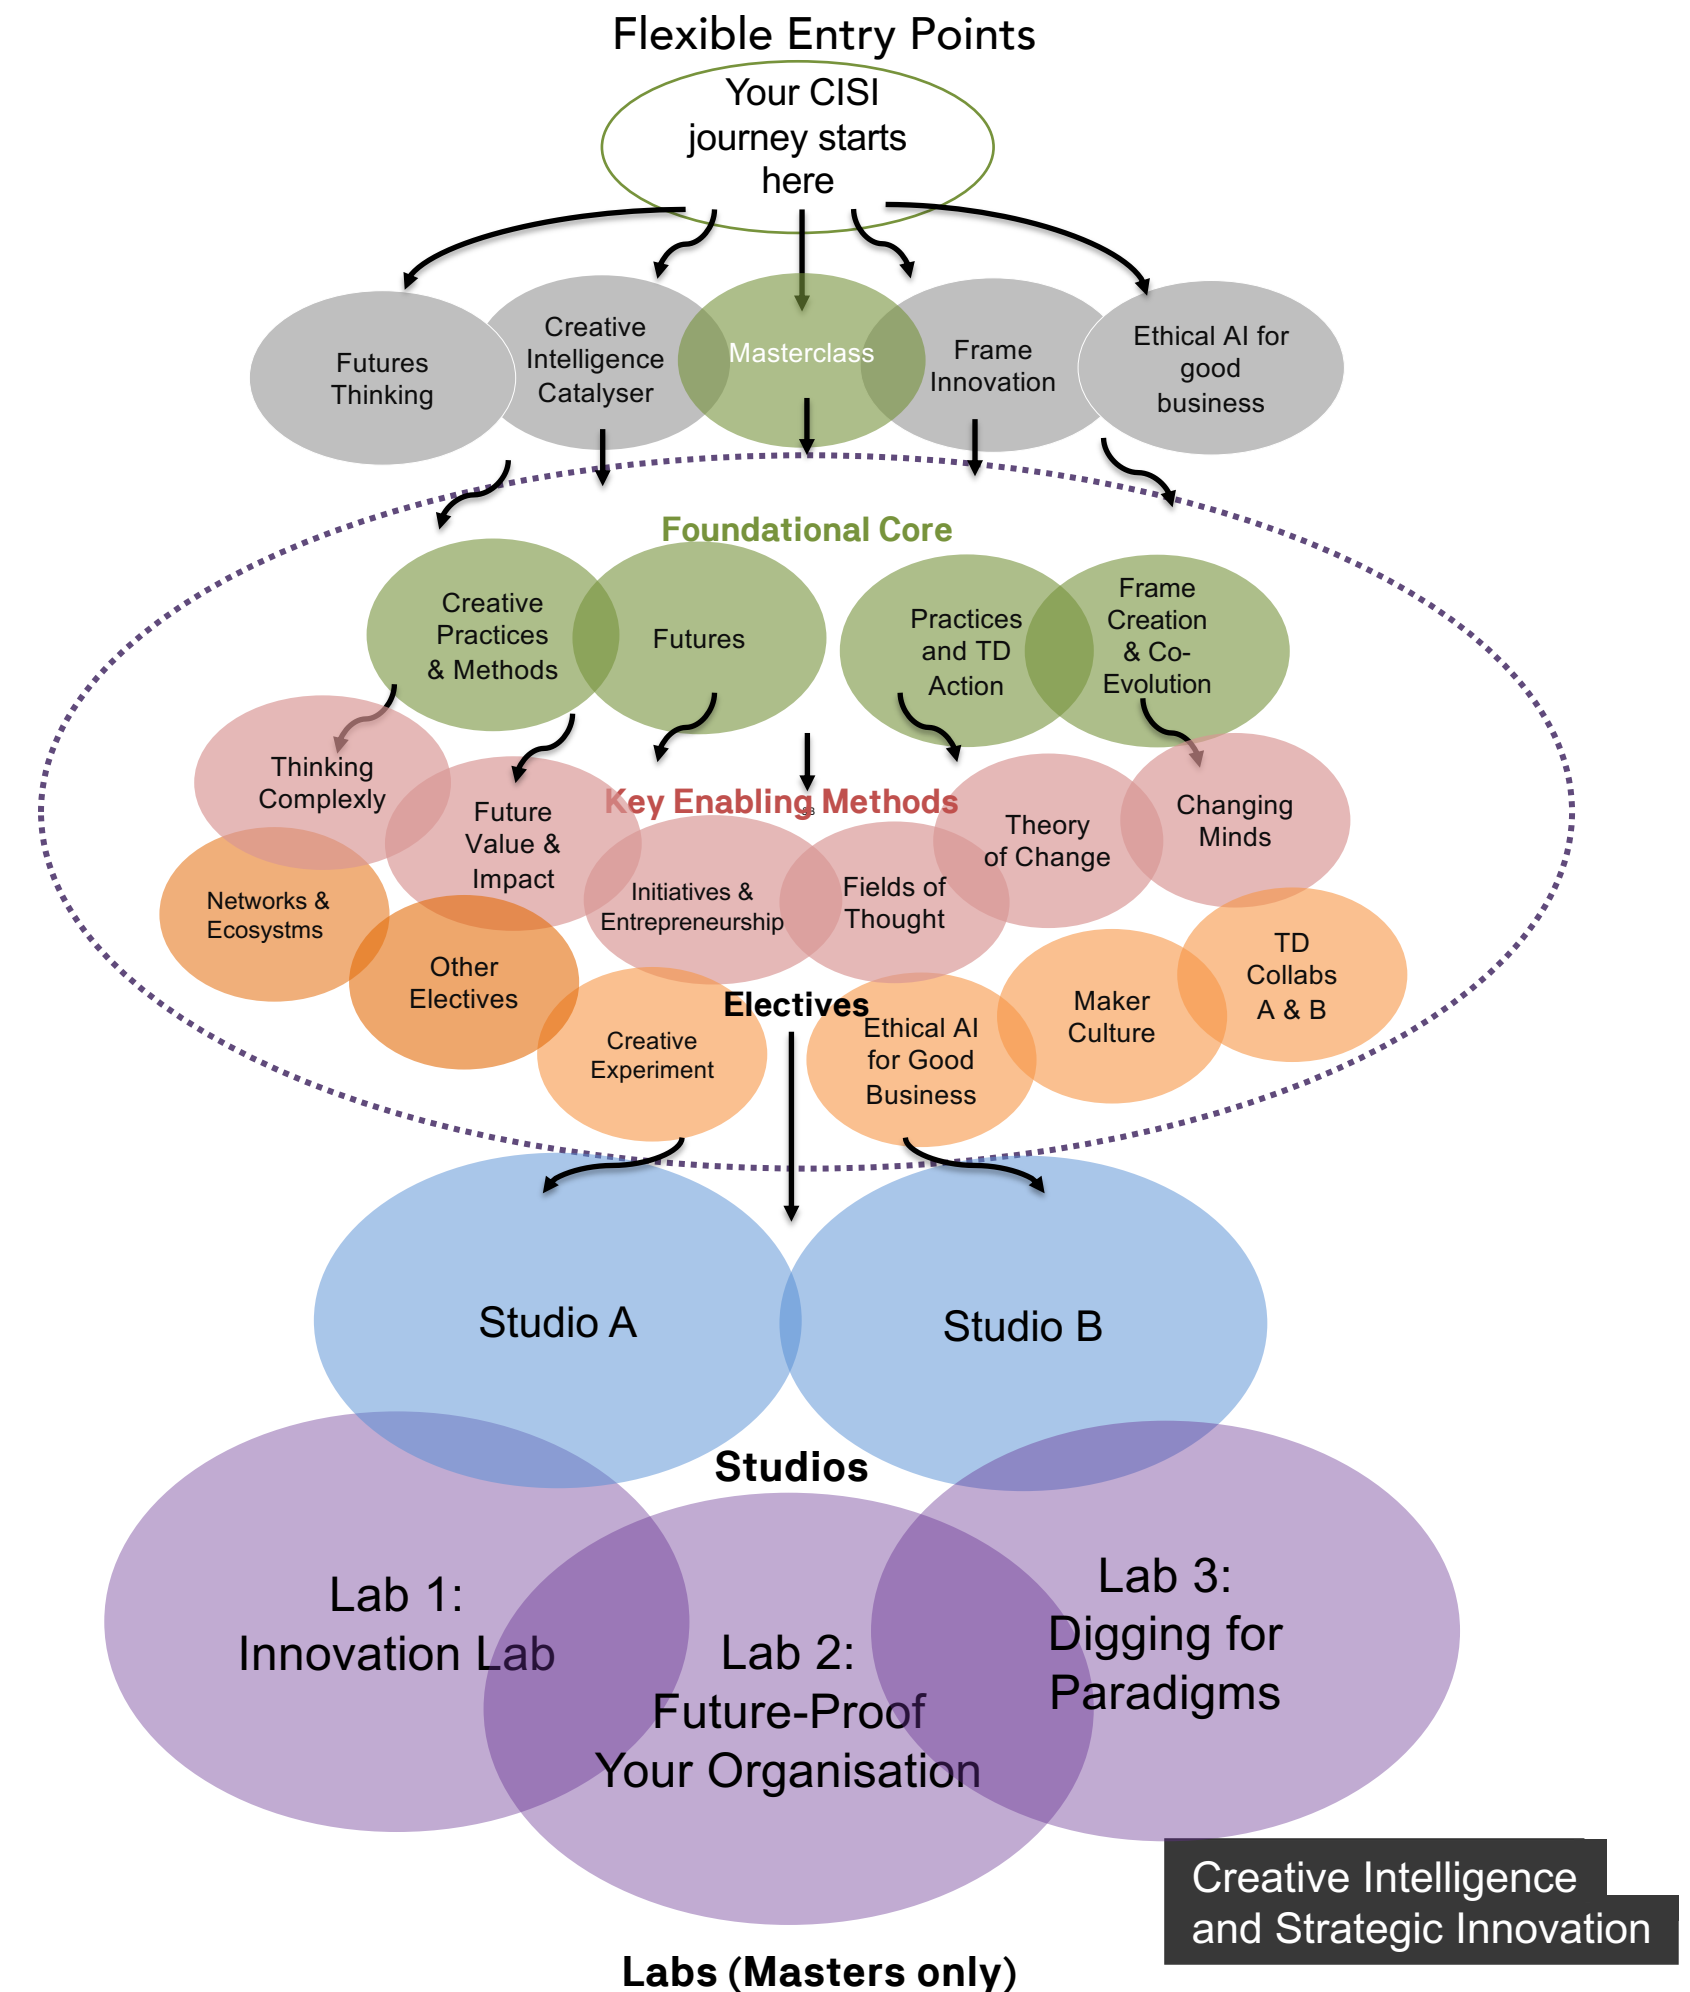 Flexible Entry Points
Your CISI
journey starts
here
Futures
Thinking
Creative
Intelligence
Catalyser
Masterclass
Frame
Innovation
Ethical AI for
good
business
Foundational Core
Creative
Practices
& Methods
Futures
Practices
and TD
Action
Frame
Creation
& Co-
Evolution
Key Enabling Methods
Thinking
Complexly
Future
Value &
Impact
Initiatives &
Entrepreneurship
Fields of
Thought
Theory
of Change
Changing
Minds
Networks &
Ecosystms
Other
Electives
Creative
Experiment
Electives
Ethical AI
for Good
Business
Maker
Culture
TD
Collabs
A & B
Studio A
Studio B
Studios
Lab 1:
Innovation Lab
Lab 2:
Future-Proof
Your Organisation
Lab 3:
Digging for
Paradigms
Creative Intelligence
and Strategic Innovation
Labs (Masters only)